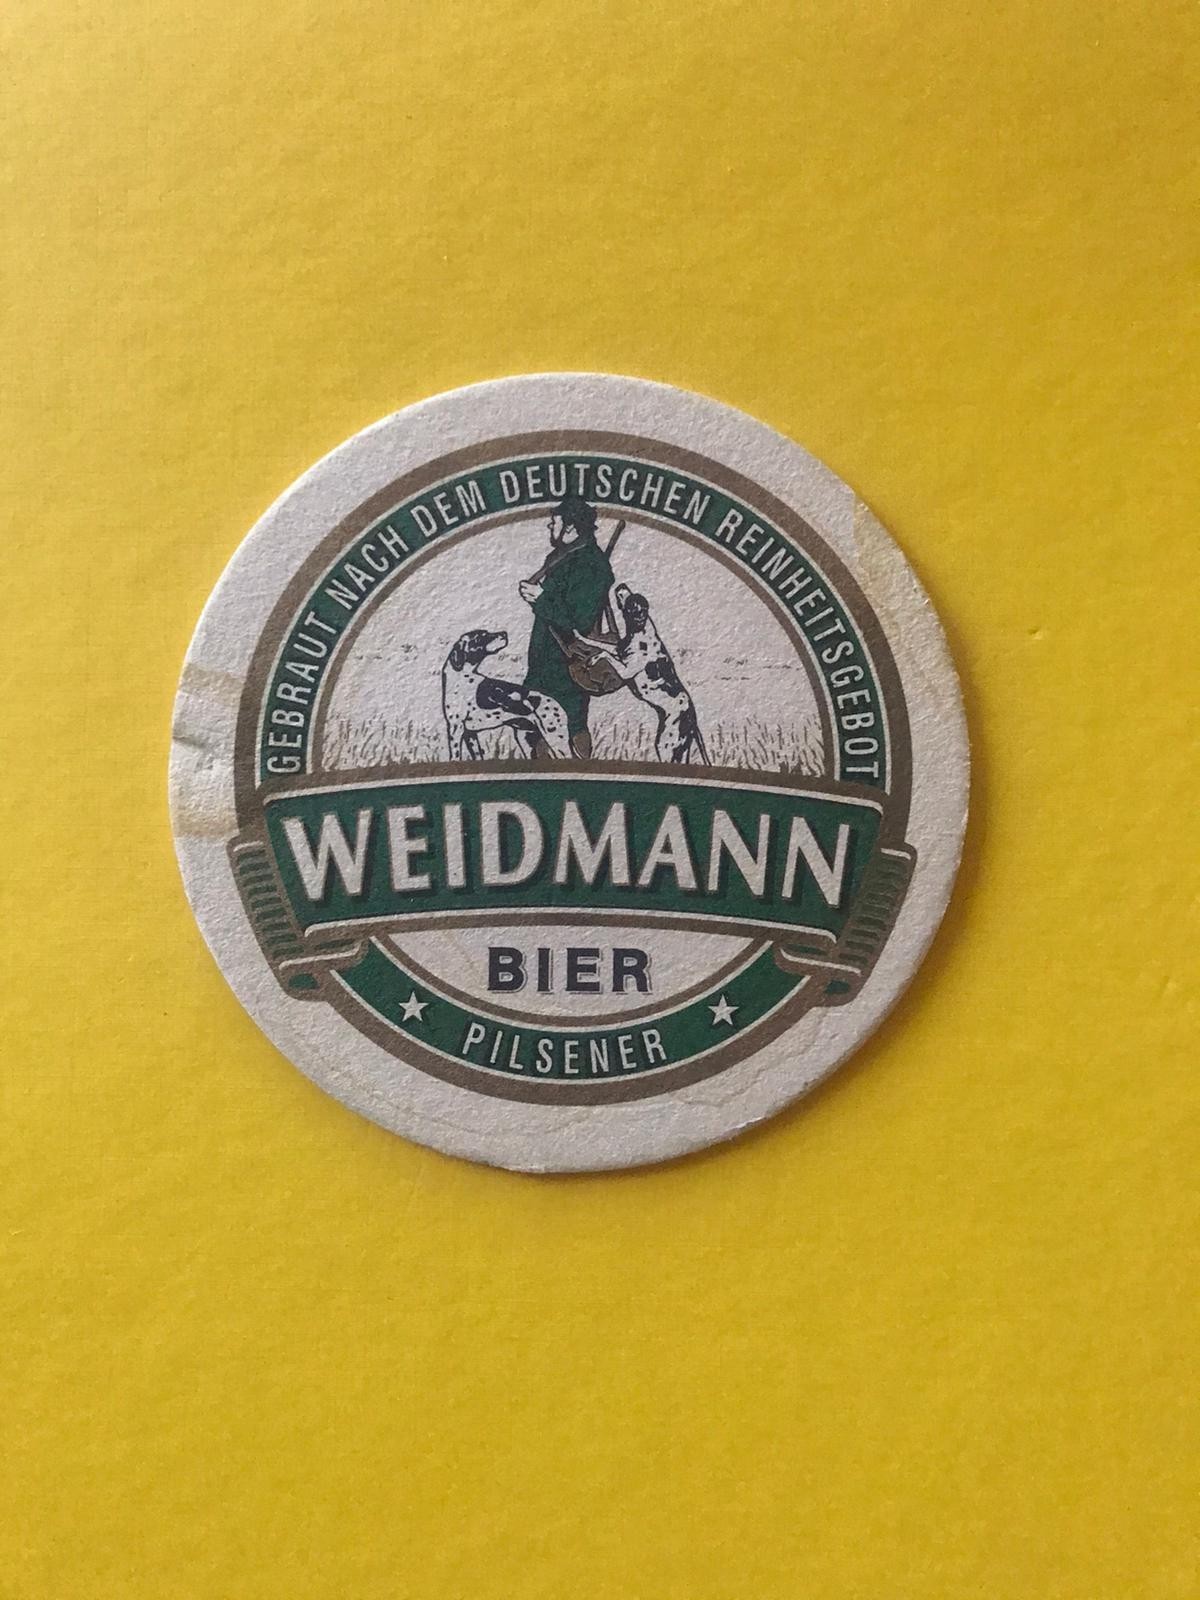 GEBRAUT NACH DEM DEUTSCHEN REINHEITSGEBOT
WEIDMANN
BIER
PILSENER